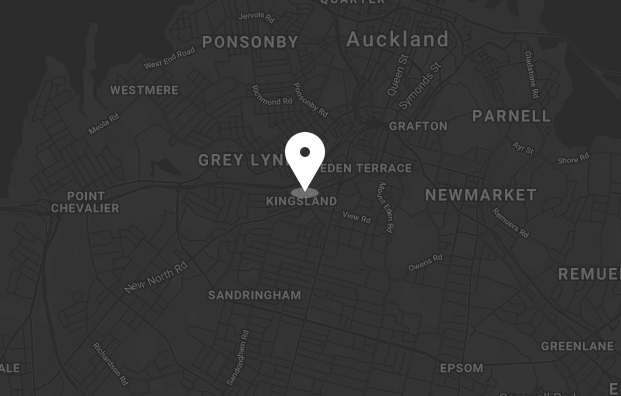 QUARTER
Jervois Rd
PONSONBY
Auckland
West End Road
Queen St
Symonds St
Gladstone Rd
WESTMERE
Richmond Rd
Ponsonby Rd
PARNELL
Meola Rd
GRAFTON
Ayr St
Shore Rd
GREY LYN
EDEN TERRACE
POINT
CHEVALIER
KINGSLAND
View Rd
Mount Eden Rd
NEWMARKET
Remuera Rd
New North Rd
Owens Rd
REMUE
SANDRINGHAM
Sandringham Rd
Richardson Rd
GREENLANE
ALE
EPSOM
E